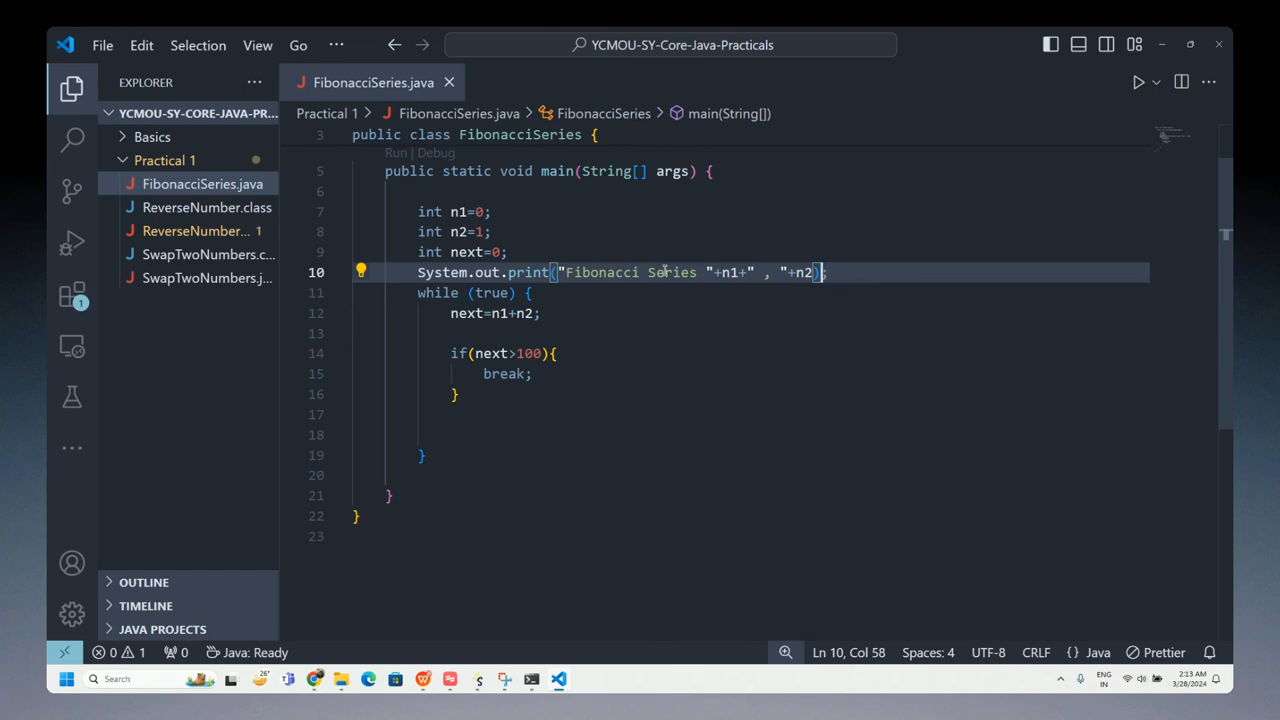 File Edit Selection View Go ··· YCMOU-SY-Core-Java-Practicals
EXPLORER ···
YCMOU-SY-CORE-JAVA-PR...
Basics
Practical 1
J FibonacciSeries.java
J ReverseNumber.class
J ReverseNumber... 1
J SwapTwoNumbers.c...
J SwapTwoNumbers.j...
OUTLINE
TIMELINE
JAVA PROJECTS
1
J FibonacciSeries.java
Practical 1 > J FibonacciSeries.java > FibonacciSeries > main(String[])
3 public class FibonacciSeries {
Run | Debug
5 public static void main(String[] args) {
6
7 int n1=0;
8 int n2=1;
9 int next=0;
10 System.out.print("Fibonacci Series "+n1+" , "+n2);
11 while (true) {
12 next=n1+n2;
13
14 if(next>100){
15 break;
16 }
17
18
19 }
20
21 }
22 }
23
0 1 0 Java: Ready Ln 10, Col 58 Spaces: 4 UTF-8 CRLF {} Java Prettier
Search 26° ENG IN 2:13 AM 3/28/2024